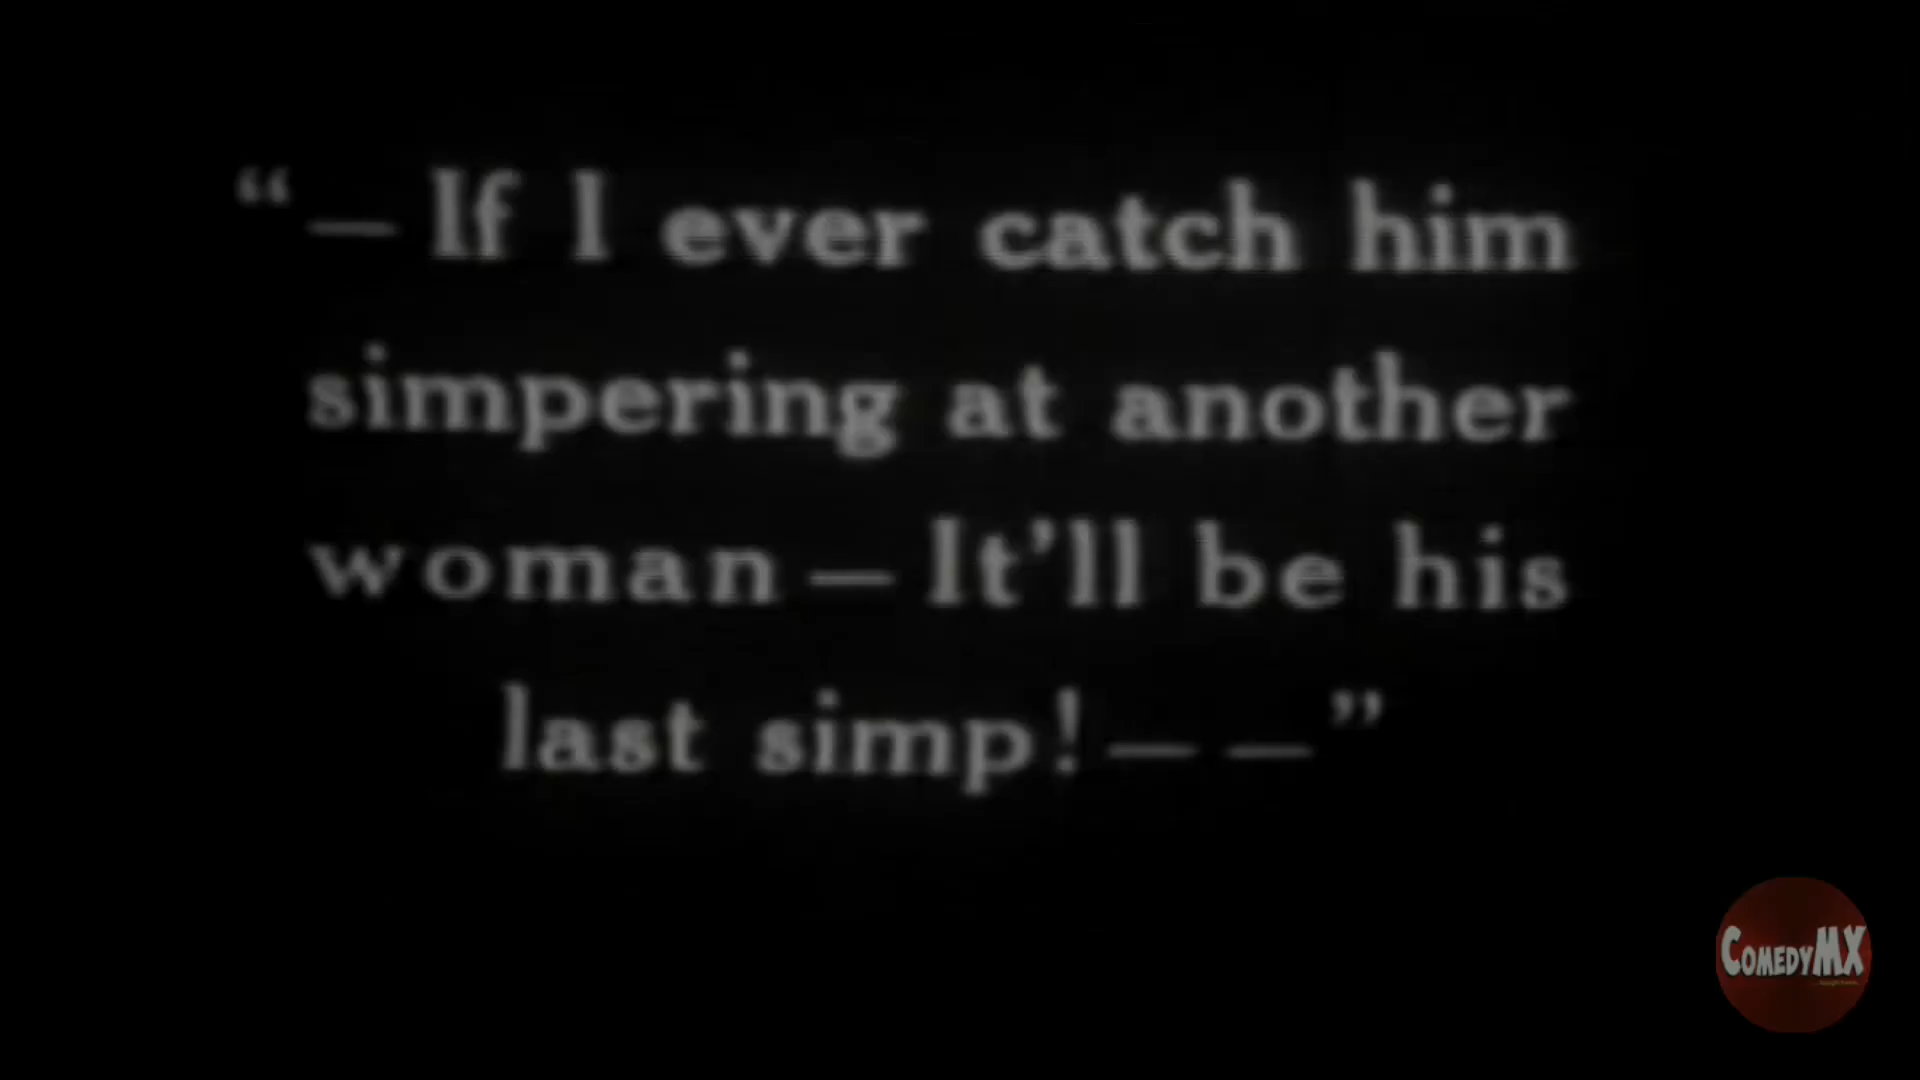 “—If I ever catch him
simpering at another
woman—It’ll be his
last simp!— —”
COMEDYMX